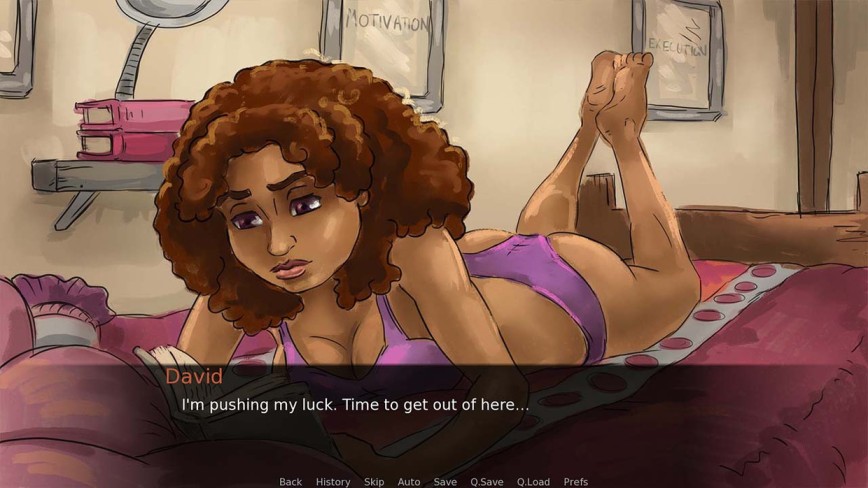 MOTIVATION
EXECUTION
David
I'm pushing my luck. Time to get out of here...
Back History Skip Auto Save Q.Save Q.Load Prefs